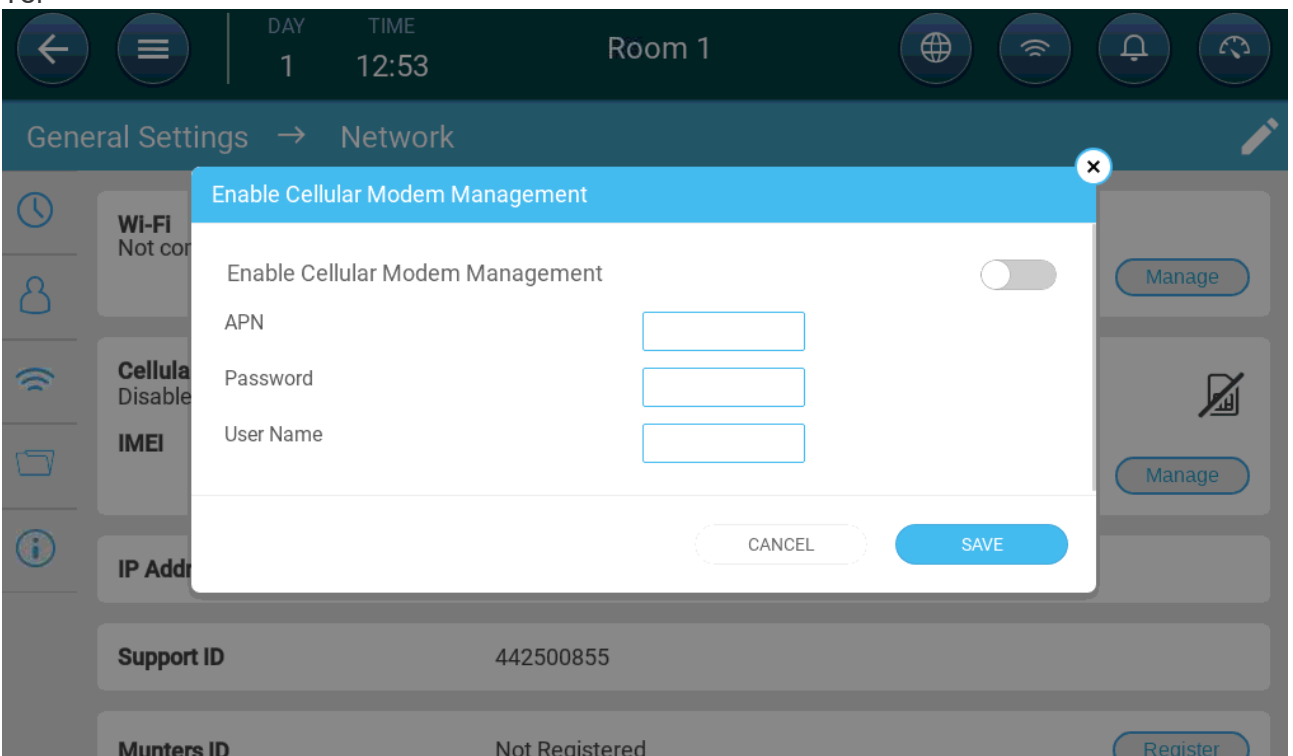 DAY TIME
1 12:53 Room 1
General Settings → Network
Enable Cellular Modem Management
Wi-Fi
Not cor
Enable Cellular Modem Management
Manage
APN
Cellula
Password
Disable
User Name
IMEI
Manage
CANCEL SAVE
IP Addr
Support ID 442500855
Munters ID Not Registered Register